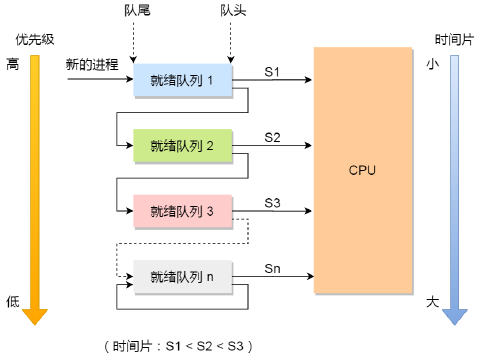 队尾
队头
优先级
时间片
高
新的进程
就绪队列 1
S1
小
就绪队列 2
S2
CPU
就绪队列 3
S3
就绪队列 n
Sn
低
大
（时间片：S1 < S2 < S3）